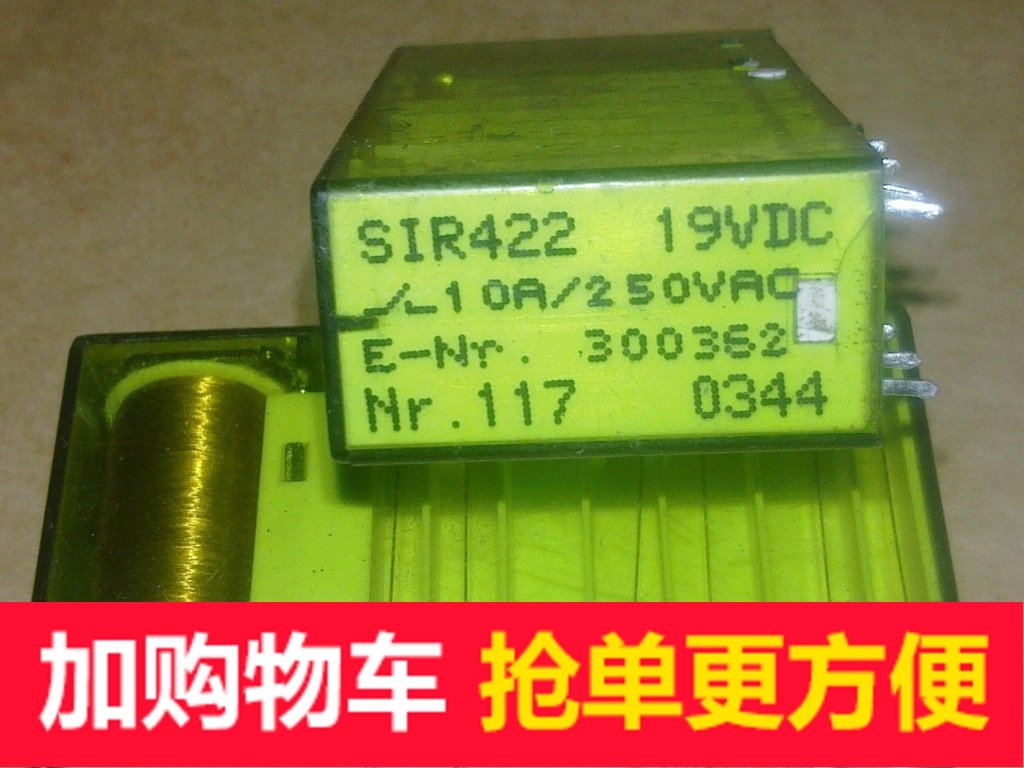 SIR422 19VDC
10A/250VAC
E-Nr. 300362
Nr.117 0344
加购物车 抢单更方便